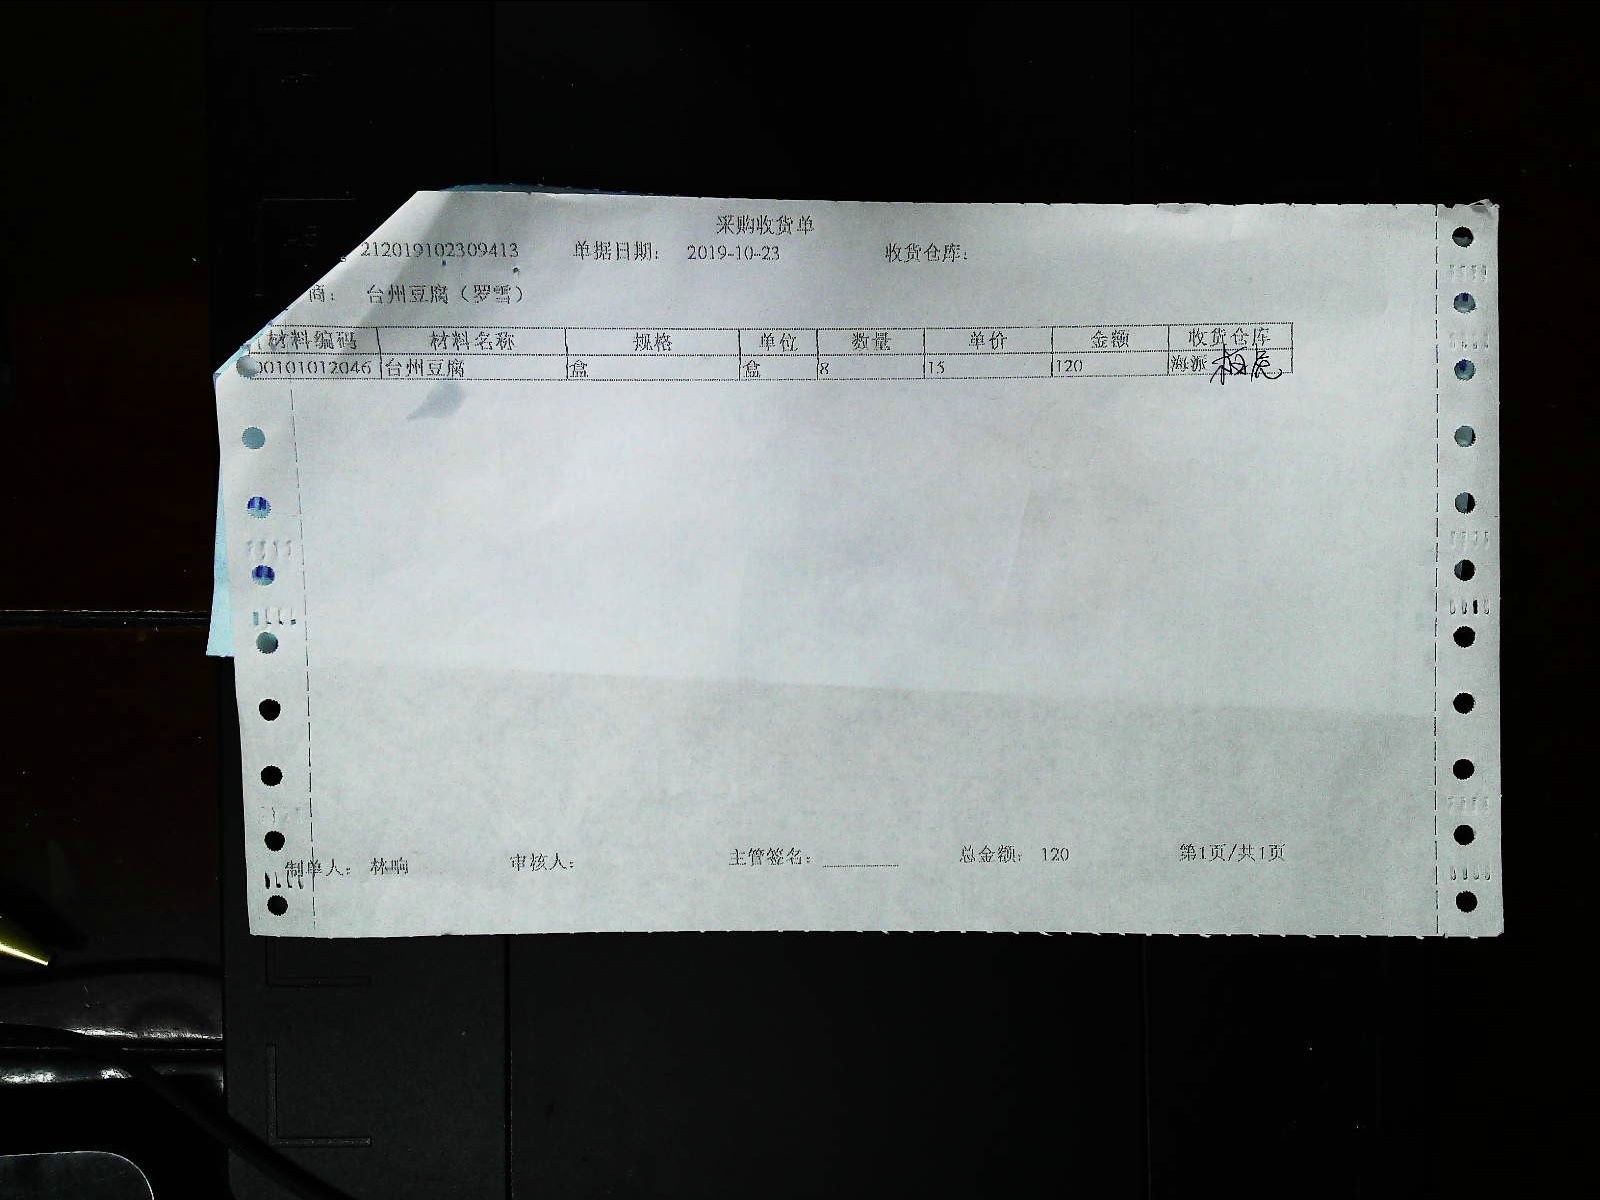 采购收货单
212019102309413 单据日期: 2019-10-23 收货仓库:
商: 台州豆腐（罗雪）
材料编码 材料名称 规格 单位 数量 单价 金额 收货仓库
00101012046 台州豆腐 盒 盒 8 15 120 海派
制单人: 林响 审核人: 主管签名: 总金额: 120 第1页/共1页